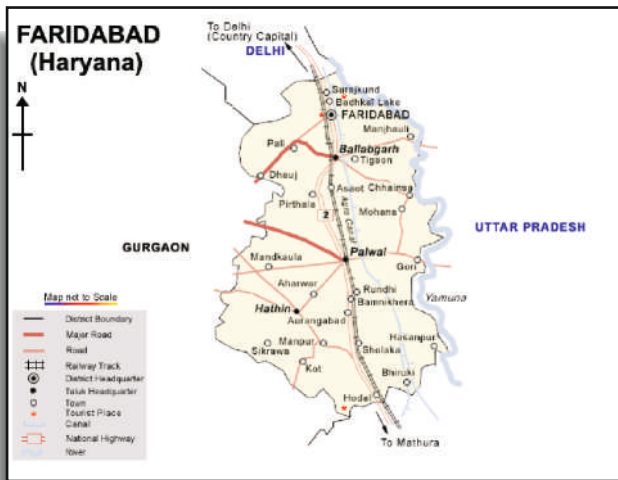 FARIDABAD
(Haryana)
N
To Delhi
(Country Capital)
DELHI
Surajkund
Badhkal Lake
FARIDABAD
Manjhauli
Pali
Ballabgarh
Tigaon
Dhauj
Asaot
Chhainsa
Pirthala
Mohana
2
Agra Canal
UTTAR PRADESH
GURGAON
Palwal
Mandkaula
Gori
Aharwar
Rundhi
Bamnikhera
Yamuna
Map not to Scale
Hathin
Aurangabad
Hasanpur
Sikrawa
Manpur
Sholaka
Kot
Bhiruki
Hodal
To Mathura
District Boundary
Major Road
Road
Railway Track
District Headquarter
Taluk Headquarter
Town
Tourist Place
Canal
National Highway
River